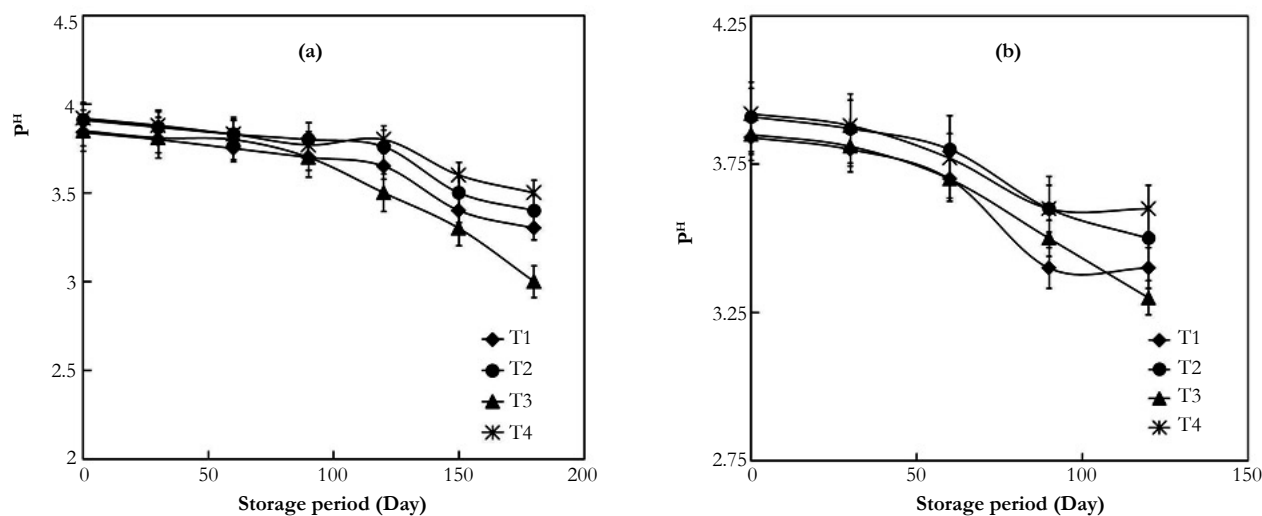 (a)
4.5
4
3.5
3
2.5
2
Pᴴ
0
50
100
150
200
Storage period (Day)
T1
T2
T3
T4
(b)
4.25
3.75
3.25
2.75
Pᴴ
0
50
100
150
Storage period (Day)
T1
T2
T3
T4